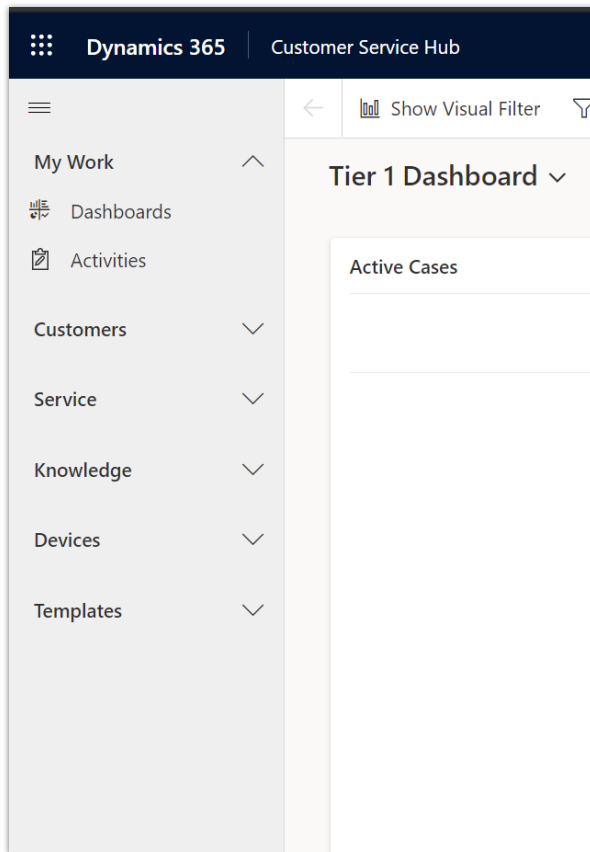 Dynamics 365
Customer Service Hub
Show Visual Filter
My Work
Dashboards
Activities
Customers
Service
Knowledge
Devices
Templates
Tier 1 Dashboard
Active Cases